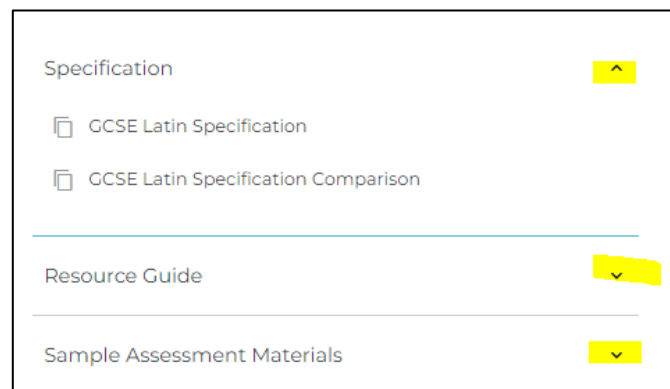 Specification
GCSE Latin Specification
GCSE Latin Specification Comparison
Resource Guide
Sample Assessment Materials